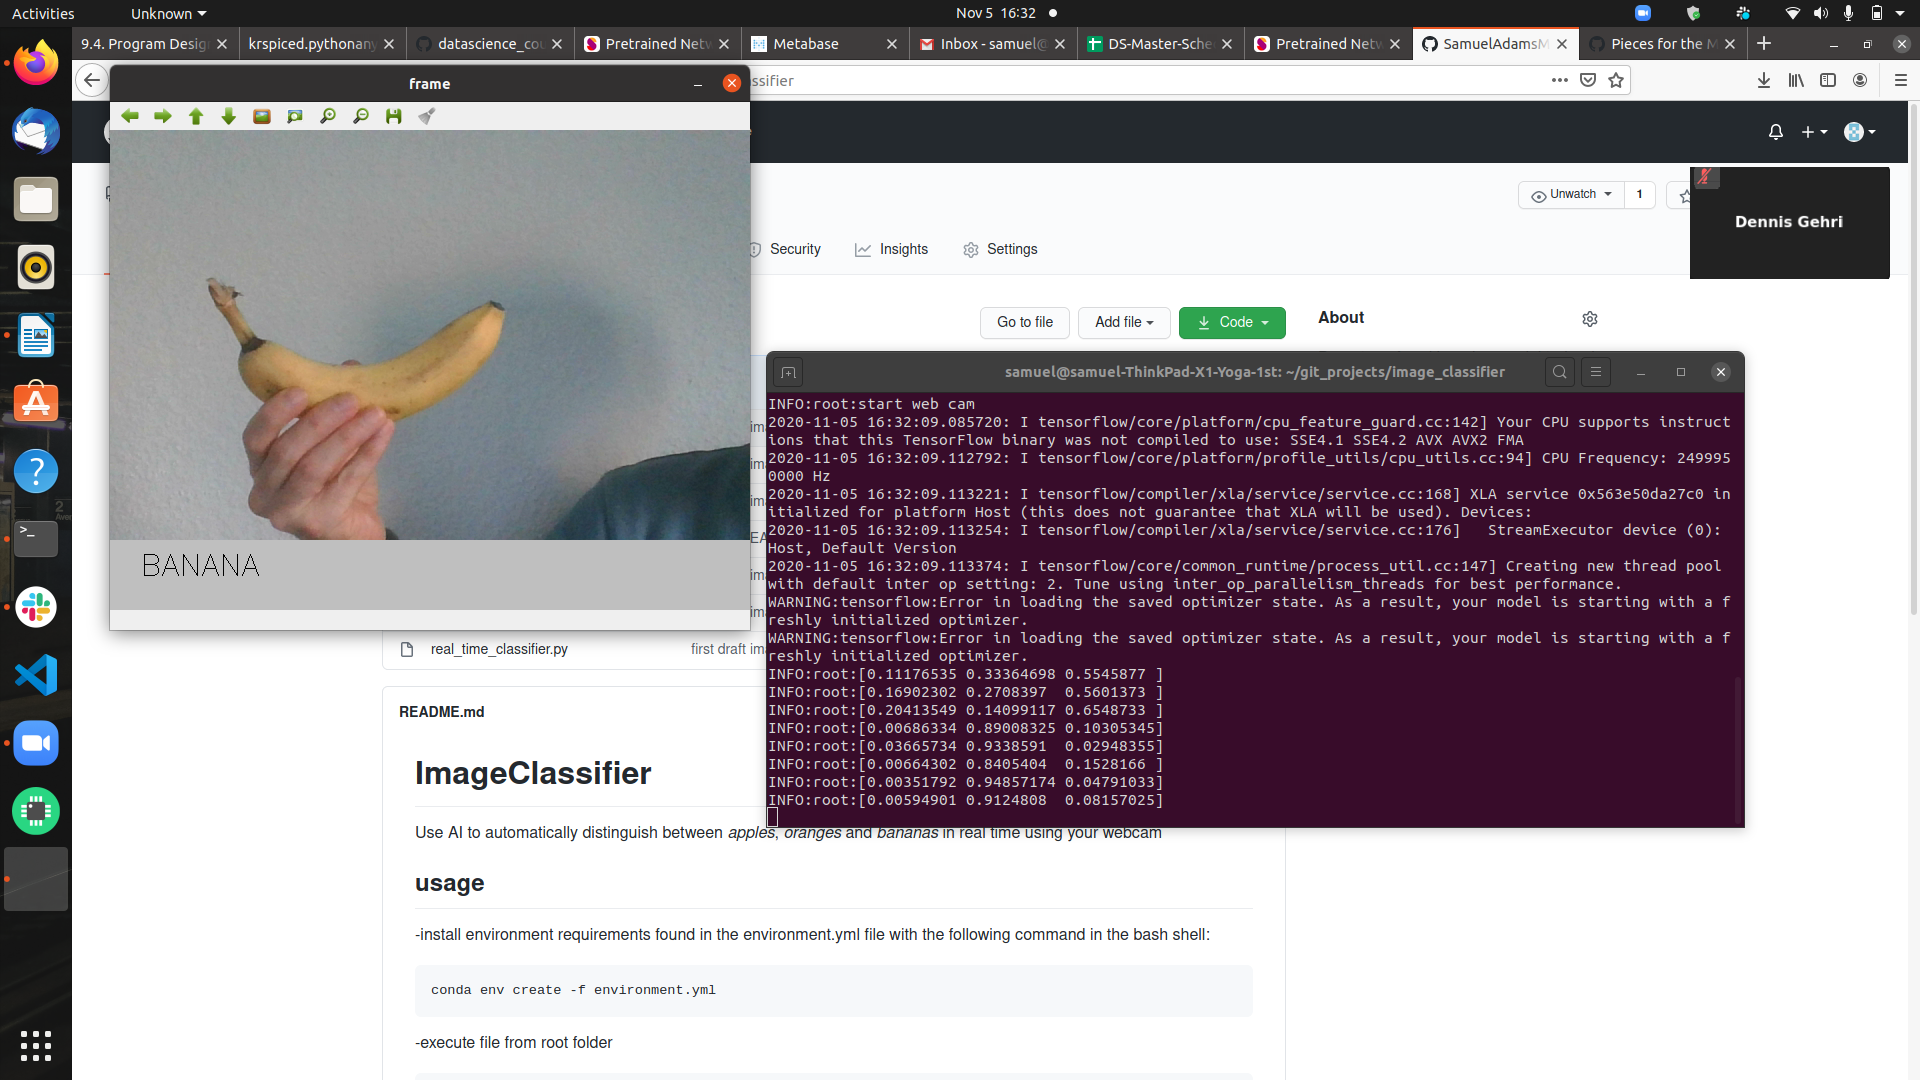 Activities
Unknown
Nov 5 16:32
9.4. Program Desig
krspiced.pythonany
datascience_cou
Pretrained Netw
Metabase
Inbox - samuel@
DS-Master-Sche
Pretrained Netw
SamuelAdamsM
Pieces for the M
frame
ssifier
Unwatch
1
Dennis Gehri
Security
Insights
Settings
Go to file
Add file
Code
About
BANANA
samuel@samuel-ThinkPad-X1-Yoga-1st: ~/git_projects/image_classifier
INFO:root:start web cam
2020-11-05 16:32:09.085720: I tensorflow/core/platform/cpu_feature_guard.cc:142] Your CPU supports instruct
ions that this TensorFlow binary was not compiled to use: SSE4.1 SSE4.2 AVX AVX2 FMA
2020-11-05 16:32:09.112792: I tensorflow/core/platform/profile_utils/cpu_utils.cc:94] CPU Frequency: 249995
0000 Hz
2020-11-05 16:32:09.113221: I tensorflow/compiler/xla/service/service.cc:168] XLA service 0x563e50da27c0 in
itialized for platform Host (this does not guarantee that XLA will be used). Devices:
2020-11-05 16:32:09.113254: I tensorflow/compiler/xla/service/service.cc:176]   StreamExecutor device (0):
Host, Default Version
2020-11-05 16:32:09.113374: I tensorflow/core/common_runtime/process_util.cc:147] Creating new thread pool
with default inter op setting: 2. Tune using inter_op_parallelism_threads for best performance.
WARNING:tensorflow:Error in loading the saved optimizer state. As a result, your model is starting with a f
reshly initialized optimizer.
WARNING:tensorflow:Error in loading the saved optimizer state. As a result, your model is starting with a f
reshly initialized optimizer.
INFO:root:[0.11176535 0.33364698 0.5545877 ]
INFO:root:[0.16902302 0.2708397  0.5601373 ]
INFO:root:[0.20413549 0.14099117 0.6548733 ]
INFO:root:[0.00686334 0.89008325 0.10305345]
INFO:root:[0.03665734 0.9338591  0.02948355]
INFO:root:[0.00664302 0.8405404  0.1528166 ]
INFO:root:[0.00351792 0.94857174 0.04791033]
INFO:root:[0.00594901 0.9124808  0.08157025]
real_time_classifier.py
first draft ima
README.md
ImageClassifier
Use AI to automatically distinguish between apples, oranges and bananas in real time using your webcam
usage
-install environment requirements found in the environment.yml file with the following command in the bash shell:
conda env create -f environment.yml
-execute file from root folder